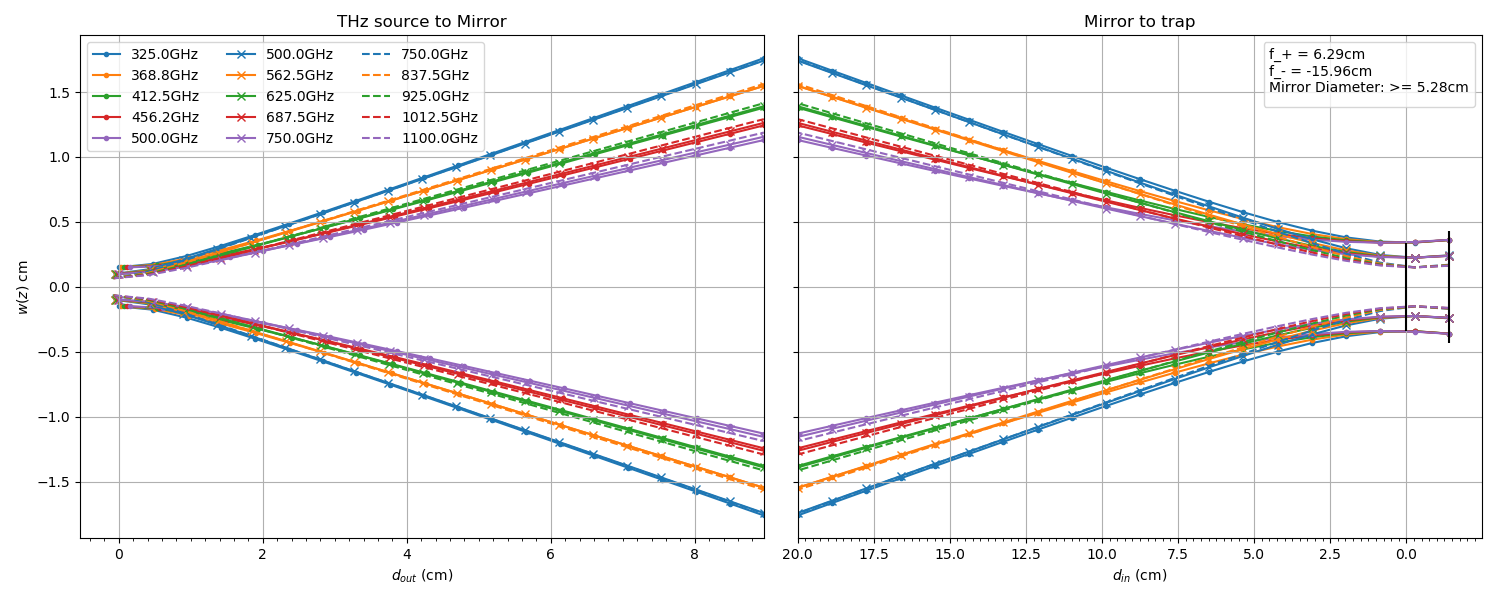 THz source to Mirror
Mirror to trap
325.0GHz 500.0GHz 750.0GHz
368.8GHz 562.5GHz 837.5GHz
412.5GHz 625.0GHz 925.0GHz
456.2GHz 687.5GHz 1012.5GHz
500.0GHz 750.0GHz 1100.0GHz
f_+ = 6.29cm
f_- = -15.96cm
Mirror Diameter: >= 5.28cm
w(z) cm
1.5
1.0
0.5
0.0
−0.5
−1.0
−1.5
0 2 4 6 8
20.0 17.5 15.0 12.5 10.0 7.5 5.0 2.5 0.0
d_out (cm)
d_in (cm)